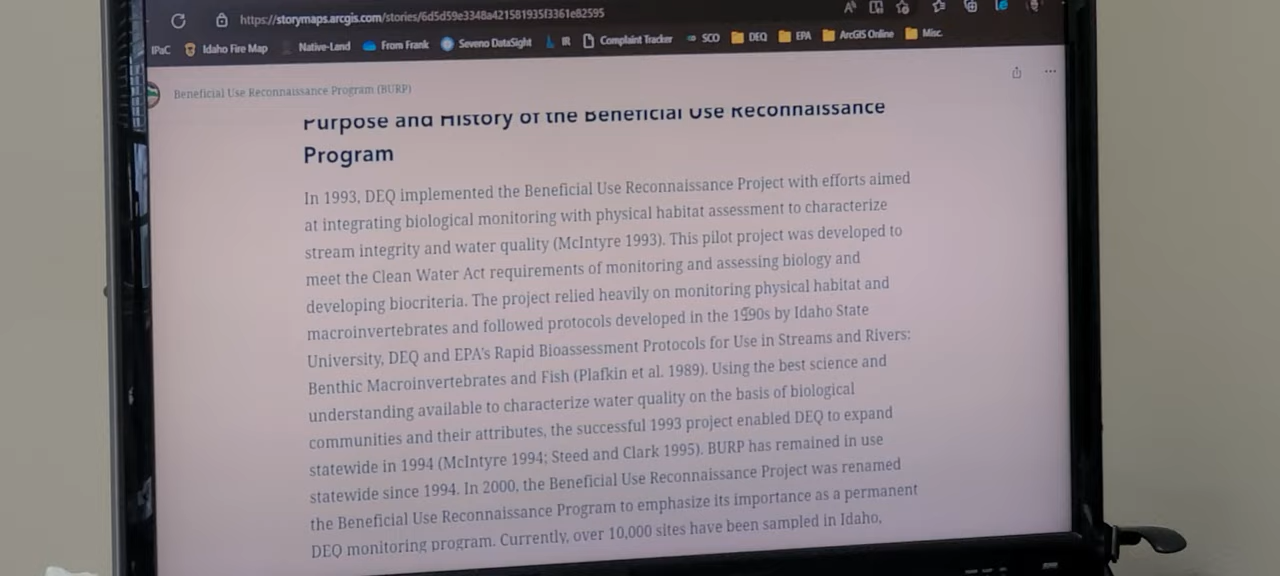 https://storymaps.arcgis.com/stories/6d5d59e3348a421581935f3361e82595
IPaC Idaho Fire Map Native-Land From Frank Seveno DataSight IR Complaint Tracker SCO DEQ EPA ArcGIS Online Misc.
Beneficial Use Reconnaissance Program (BURP)
Purpose and History of the Beneficial Use Reconnaissance
Program
In 1993, DEQ implemented the Beneficial Use Reconnaissance Project with efforts aimed
at integrating biological monitoring with physical habitat assessment to characterize
stream integrity and water quality (McIntyre 1993). This pilot project was developed to
meet the Clean Water Act requirements of monitoring and assessing biology and
developing biocriteria. The project relied heavily on monitoring physical habitat and
macroinvertebrates and followed protocols developed in the 1990s by Idaho State
University, DEQ and EPA's Rapid Bioassessment Protocols for Use in Streams and Rivers:
Benthic Macroinvertebrates and Fish (Plafkin et al. 1989). Using the best science and
understanding available to characterize water quality on the basis of biological
communities and their attributes, the successful 1993 project enabled DEQ to expand
statewide in 1994 (McIntyre 1994; Steed and Clark 1995). BURP has remained in use
statewide since 1994. In 2000, the Beneficial Use Reconnaissance Project was renamed
the Beneficial Use Reconnaissance Program to emphasize its importance as a permanent
DEQ monitoring program. Currently, over 10,000 sites have been sampled in Idaho,